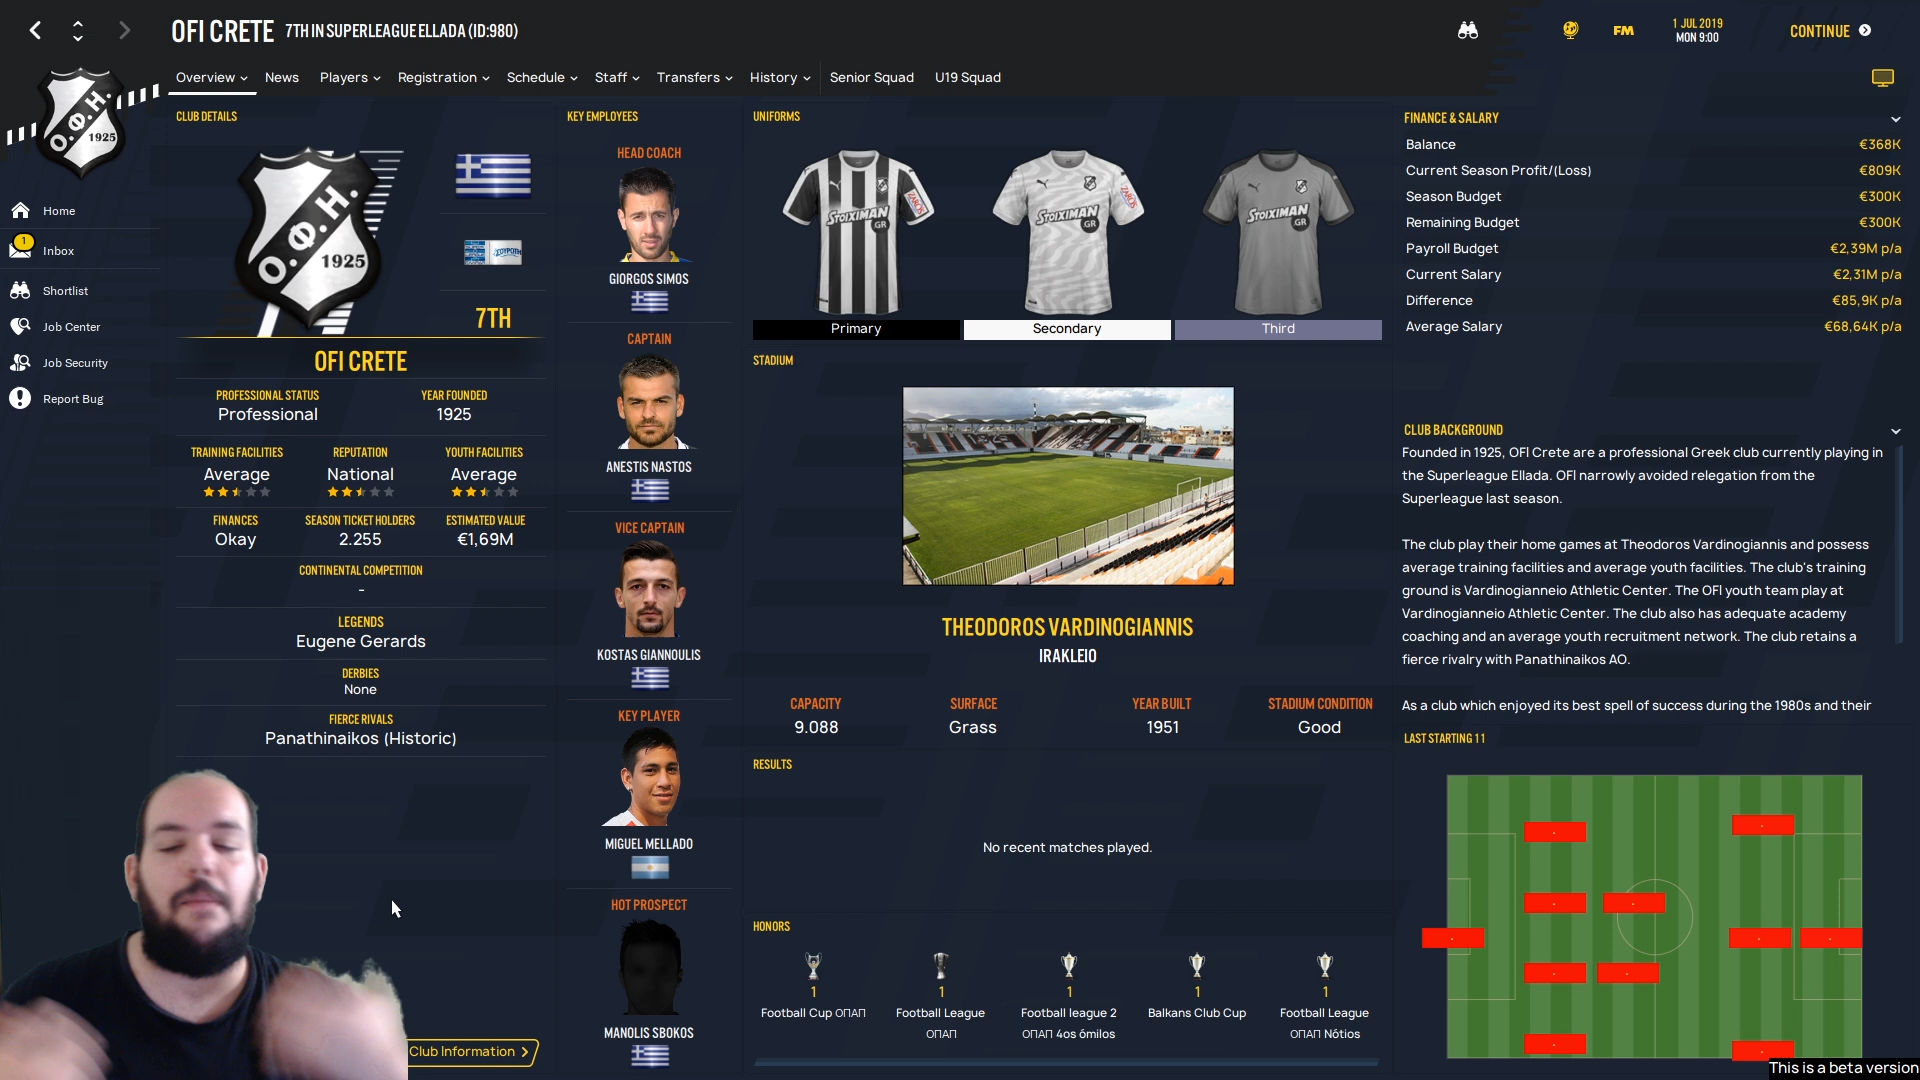 OFI CRETE
7TH IN SUPERLEAGUE ELLADA (ID:980)
1 JUL 2019
MON 9:00
FM
CONTINUE
Overview
News
Players
Registration
Schedule
Staff
Transfers
History
Senior Squad
U19 Squad
Ο.Φ.Η.
1925
Home
1
Inbox
Shortlist
Job Center
Job Security
Report Bug
CLUB DETAILS
Ο.Φ.Η.
1925
ΣΟΥΡΩΤΗ
7TH
OFI CRETE
PROFESSIONAL STATUS
Professional
YEAR FOUNDED
1925
TRAINING FACILITIES
Average
REPUTATION
National
YOUTH FACILITIES
Average
FINANCES
Okay
SEASON TICKET HOLDERS
2.255
ESTIMATED VALUE
€1,69M
CONTINENTAL COMPETITION
-
LEGENDS
Eugene Gerards
DERBIES
None
FIERCE RIVALS
Panathinaikos (Historic)
Club Information
KEY EMPLOYEES
HEAD COACH
GIORGOS SIMOS
CAPTAIN
ANESTIS NASTOS
VICE CAPTAIN
KOSTAS GIANNOULIS
KEY PLAYER
MIGUEL MELLADO
HOT PROSPECT
MANOLIS SBOKOS
UNIFORMS
STOIXIMAN
GR
ZAROS
STOIXIMAN
GR
ZAROS
STOIXIMAN
GR
Primary
Secondary
Third
STADIUM
THEODOROS VARDINOGIANNIS
IRAKLEIO
CAPACITY
9.088
SURFACE
Grass
YEAR BUILT
1951
STADIUM CONDITION
Good
RESULTS
No recent matches played.
HONORS
1
Football Cup ΟΠΑΠ
1
Football League
ΟΠΑΠ
1
Football league 2
ΟΠΑΠ 4os ómilos
1
Balkans Club Cup
1
Football League
ΟΠΑΠ Nótios
FINANCE & SALARY
Balance €368K
Current Season Profit/(Loss) €809K
Season Budget €300K
Remaining Budget €300K
Payroll Budget €2,39M p/a
Current Salary €2,31M p/a
Difference €85,9K p/a
Average Salary €68,64K p/a
CLUB BACKGROUND
Founded in 1925, OFI Crete are a professional Greek club currently playing in
the Superleague Ellada. OFI narrowly avoided relegation from the
Superleague last season.
The club play their home games at Theodoros Vardinogiannis and possess
average training facilities and average youth facilities. The club's training
ground is Vardinogianneio Athletic Center. The OFI youth team play at
Vardinogianneio Athletic Center. The club also has adequate academy
coaching and an average youth recruitment network. The club retains a
fierce rivalry with Panathinaikos AO.
As a club which enjoyed its best spell of success during the 1980s and their
LAST STARTING 11
This is a beta version